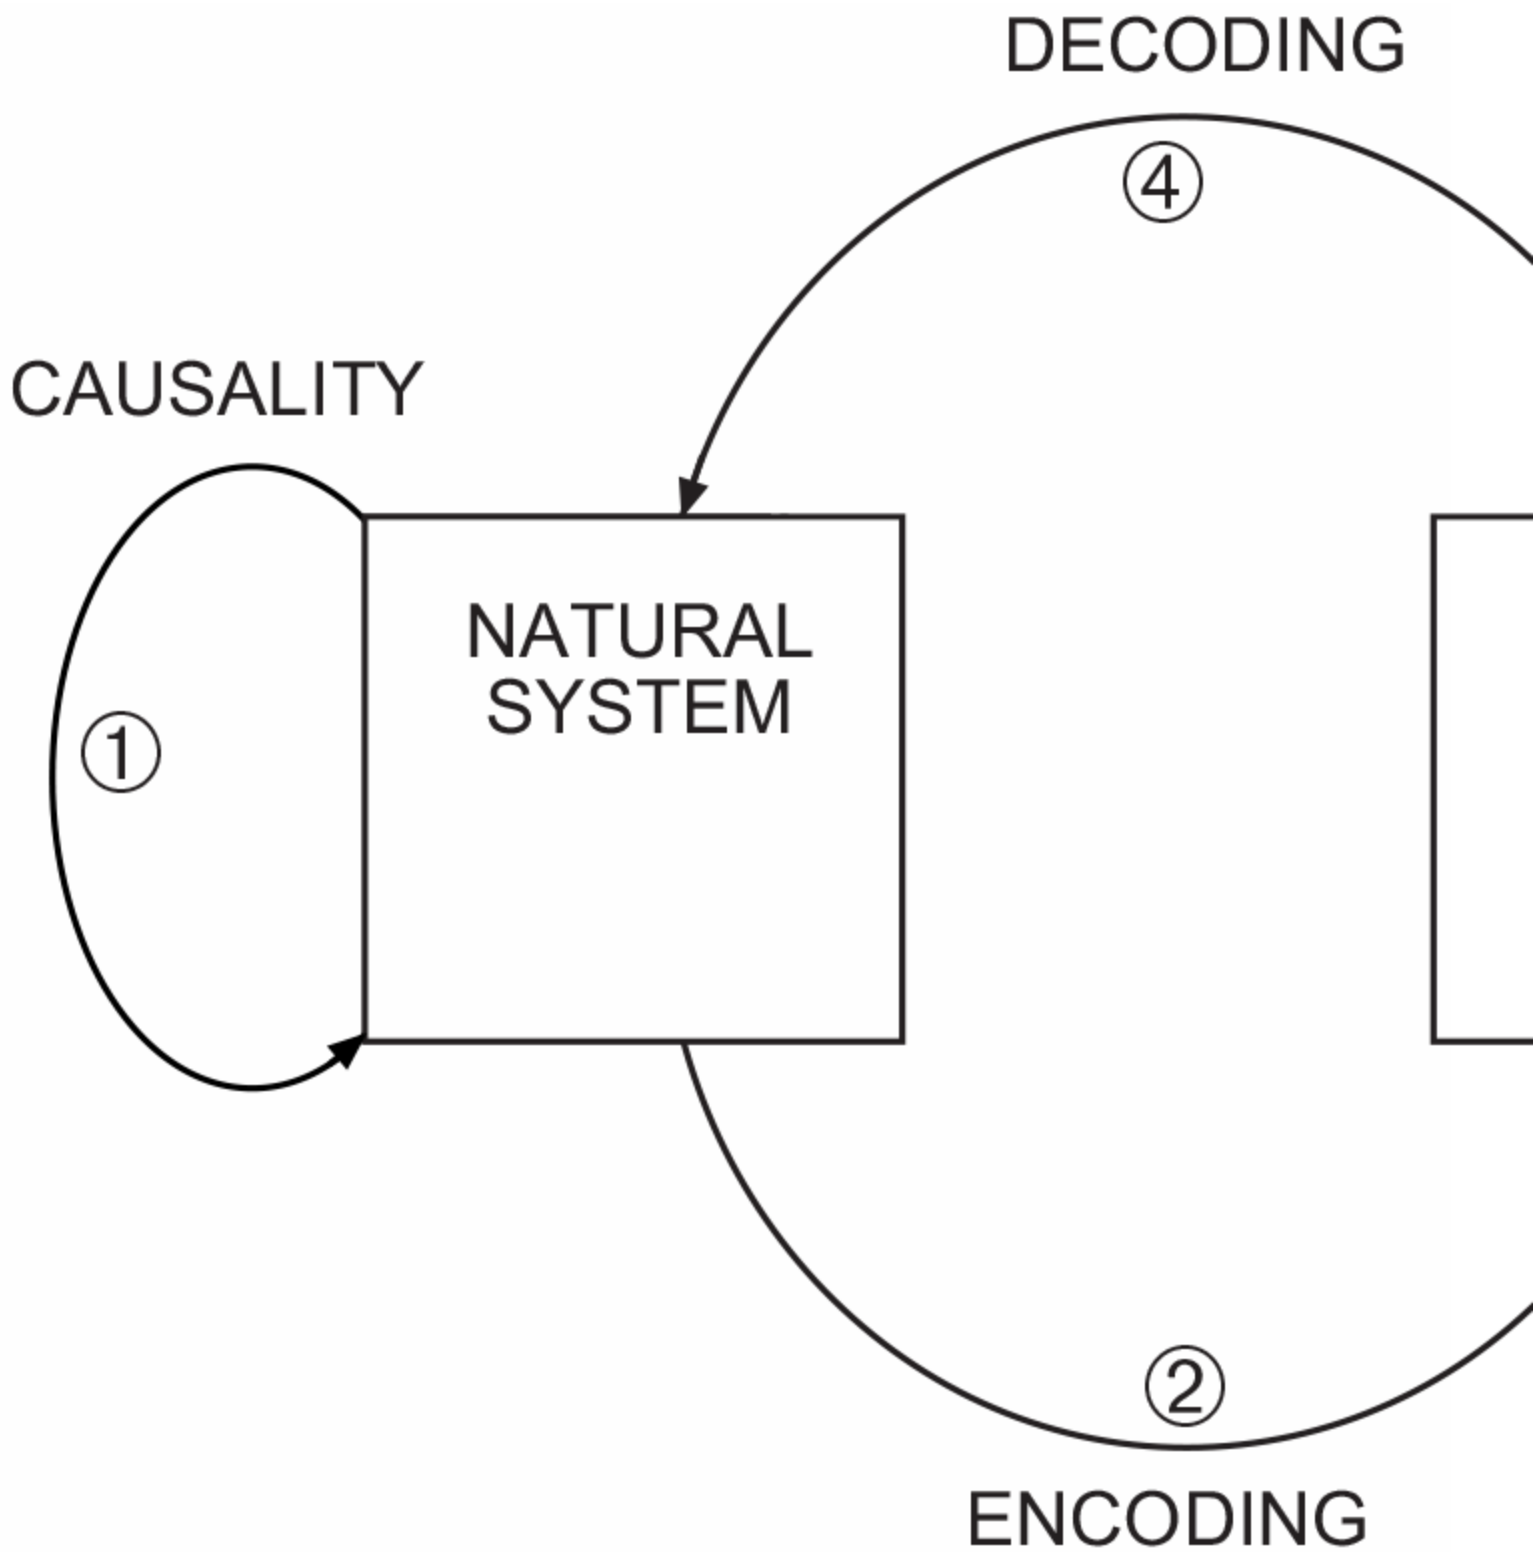 DECODING
④
CAUSALITY
NATURAL
SYSTEM
①
②
ENCODING